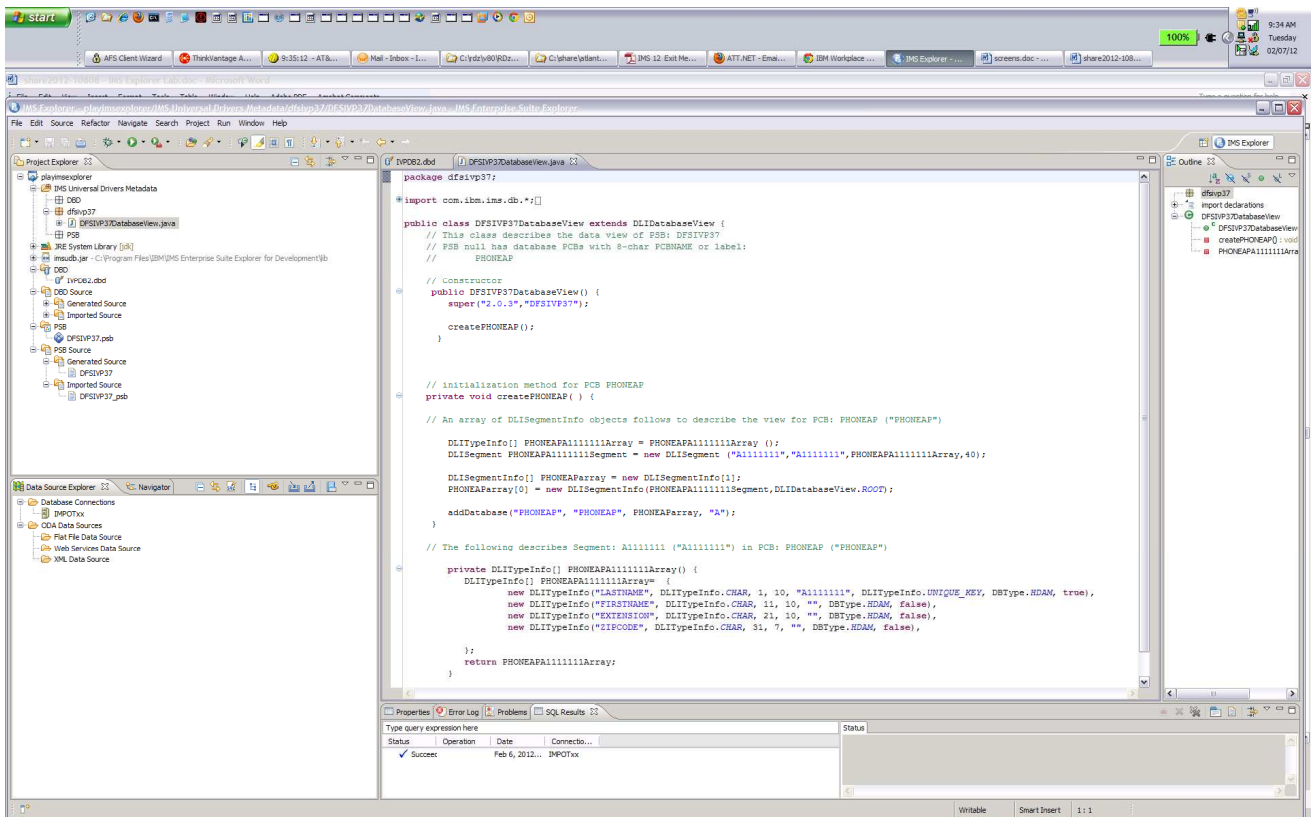 start
100%
9:34 AM
Tuesday
02/07/12
AFS Client Wizard
ThinkVantage A...
9:35:12 - AT&...
Mail - Inbox - I...
C:\rdz\v80\RDz...
C:\share\atlant...
IMS 12 Exit Me...
ATT.NET - Emai...
IBM Workplace ...
IMS Explorer - ...
screens.doc - ...
share2012-108...
share2012-10808 - IMS Explorer Lab.doc - Microsoft Word
IMS Explorer - playimsexplorer/IMS Universal Drivers Metadata/dfsivp37/DFSIVP37DatabaseView.java - IMS Enterprise Suite Explorer
File Edit Source Refactor Navigate Search Project Run Window Help
IMS Explorer
Project Explorer
playimsexplorer
IMS Universal Drivers Metadata
DBD
dfsivp37
DFSIVP37DatabaseView.java
PSB
JRE System Library [jdk]
imsudb.jar - C:\Program Files\IBM\IMS Enterprise Suite Explorer for Development\lib
DBD
IVPDB2.dbd
DBD Source
Generated Source
Imported Source
PSB
DFSIVP37.psb
PSB Source
Generated Source
DFSIVP37
Imported Source
DFSIVP37_psb
Data Source Explorer
Navigator
Database Connections
IMPOTxx
ODA Data Sources
Flat File Data Source
Web Services Data Source
XML Data Source
IVPDB2.dbd
DFSIVP37DatabaseView.java
package dfsivp37;
import com.ibm.ims.db.*;
public class DFSIVP37DatabaseView extends DLIDatabaseView {
// This class describes the data view of PSB: DFSIVP37
// PSB null has database PCBs with 8-char PCBNAME or label:
// PHONEAP
// Constructor
public DFSIVP37DatabaseView() {
super("2.0.3","DFSIVP37");
createPHONEAP();
}
// initialization method for PCB PHONEAP
private void createPHONEAP( ) {
// An array of DLISegmentInfo objects follows to describe the view for PCB: PHONEAP ("PHONEAP")
DLITypeInfo[] PHONEAPA1111111Array = PHONEAPA1111111Array ();
DLISegment PHONEAPA1111111Segment = new DLISegment ("A1111111","A1111111",PHONEAPA1111111Array,40);
DLISegmentInfo[] PHONEAParray = new DLISegmentInfo[1];
PHONEAParray[0] = new DLISegmentInfo(PHONEAPA1111111Segment,DLIDatabaseView.ROOT);
addDatabase("PHONEAP", "PHONEAP", PHONEAParray, "A");
}
// The following describes Segment: A1111111 ("A1111111") in PCB: PHONEAP ("PHONEAP")
private DLITypeInfo[] PHONEAPA1111111Array() {
DLITypeInfo[] PHONEAPA1111111Array= {
new DLITypeInfo("LASTNAME", DLITypeInfo.CHAR, 1, 10, "A1111111", DLITypeInfo.UNIQUE_KEY, DBType.HDAM, true),
new DLITypeInfo("FIRSTNAME", DLITypeInfo.CHAR, 11, 10, "", DBType.HDAM, false),
new DLITypeInfo("EXTENSION", DLITypeInfo.CHAR, 21, 10, "", DBType.HDAM, false),
new DLITypeInfo("ZIPCODE", DLITypeInfo.CHAR, 31, 7, "", DBType.HDAM, false),
};
return PHONEAPA1111111Array;
}
Outline
dfsivp37
import declarations
DFSIVP37DatabaseView
DFSIVP37DatabaseView
createPHONEAP() : void
PHONEAPA1111111Arra
Properties
Error Log
Problems
SQL Results
Type query expression here
Status Operation Date Connectio...
Succeec Feb 6, 2012... IMPOTxx
Status
Writable
Smart Insert
1 : 1